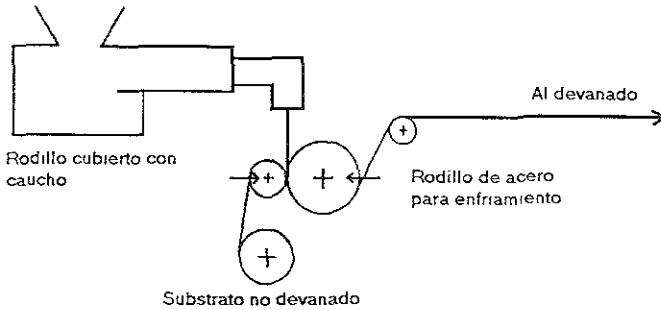 Al devanado
Rodillo cubierto con
caucho
Rodillo de acero
para enfriamiento
Substrato no devanado